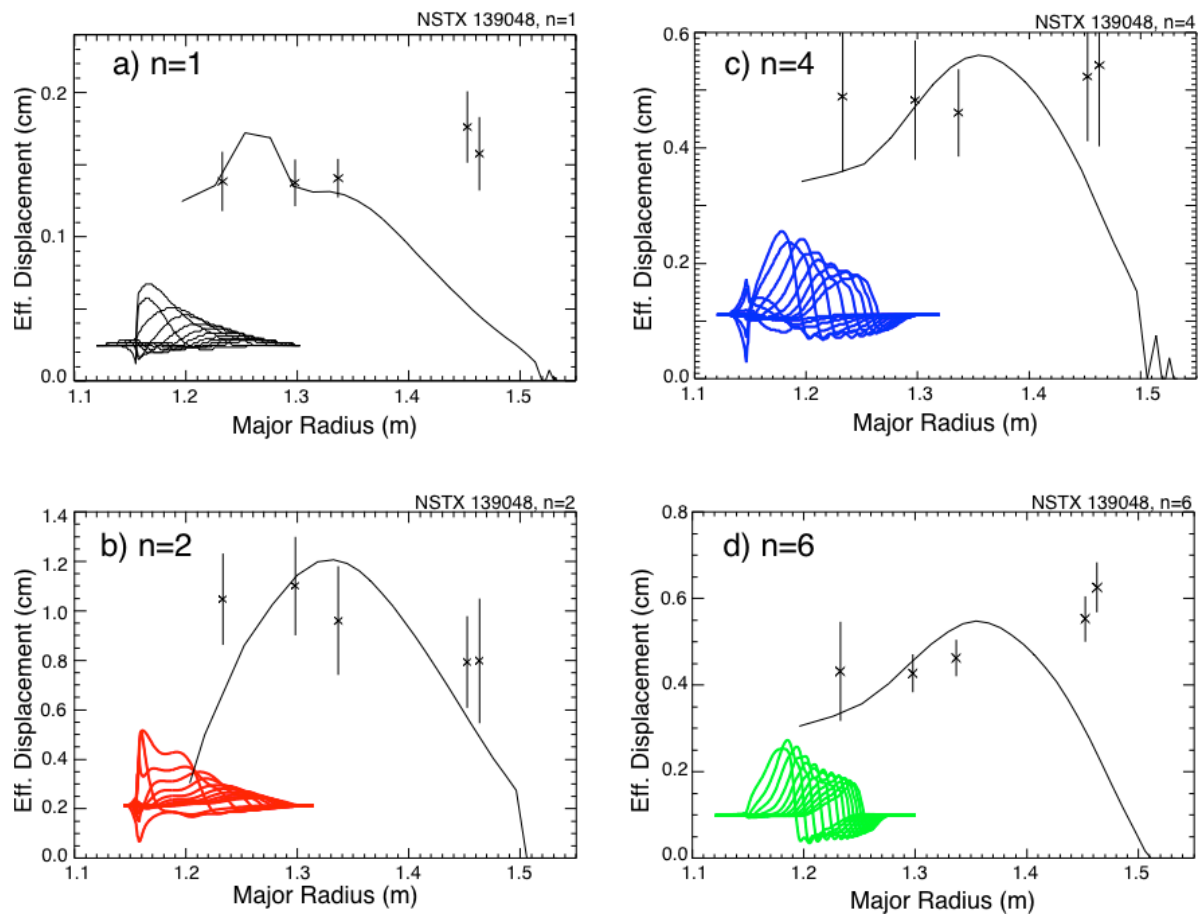 NSTX 139048, n=1
a) n=1
Eff. Displacement (cm)
0.2
0.1
0.0
1.1 1.2 1.3 1.4 1.5
Major Radius (m)
NSTX 139048, n=4
c) n=4
Eff. Displacement (cm)
0.6
0.4
0.2
0.0
1.1 1.2 1.3 1.4 1.5
Major Radius (m)
NSTX 139048, n=2
b) n=2
Eff. Displacement (cm)
1.4
1.2
1.0
0.8
0.6
0.4
0.2
0.0
1.1 1.2 1.3 1.4 1.5
Major Radius (m)
NSTX 139048, n=6
d) n=6
Eff. Displacement (cm)
0.8
0.6
0.4
0.2
0.0
1.1 1.2 1.3 1.4 1.5
Major Radius (m)